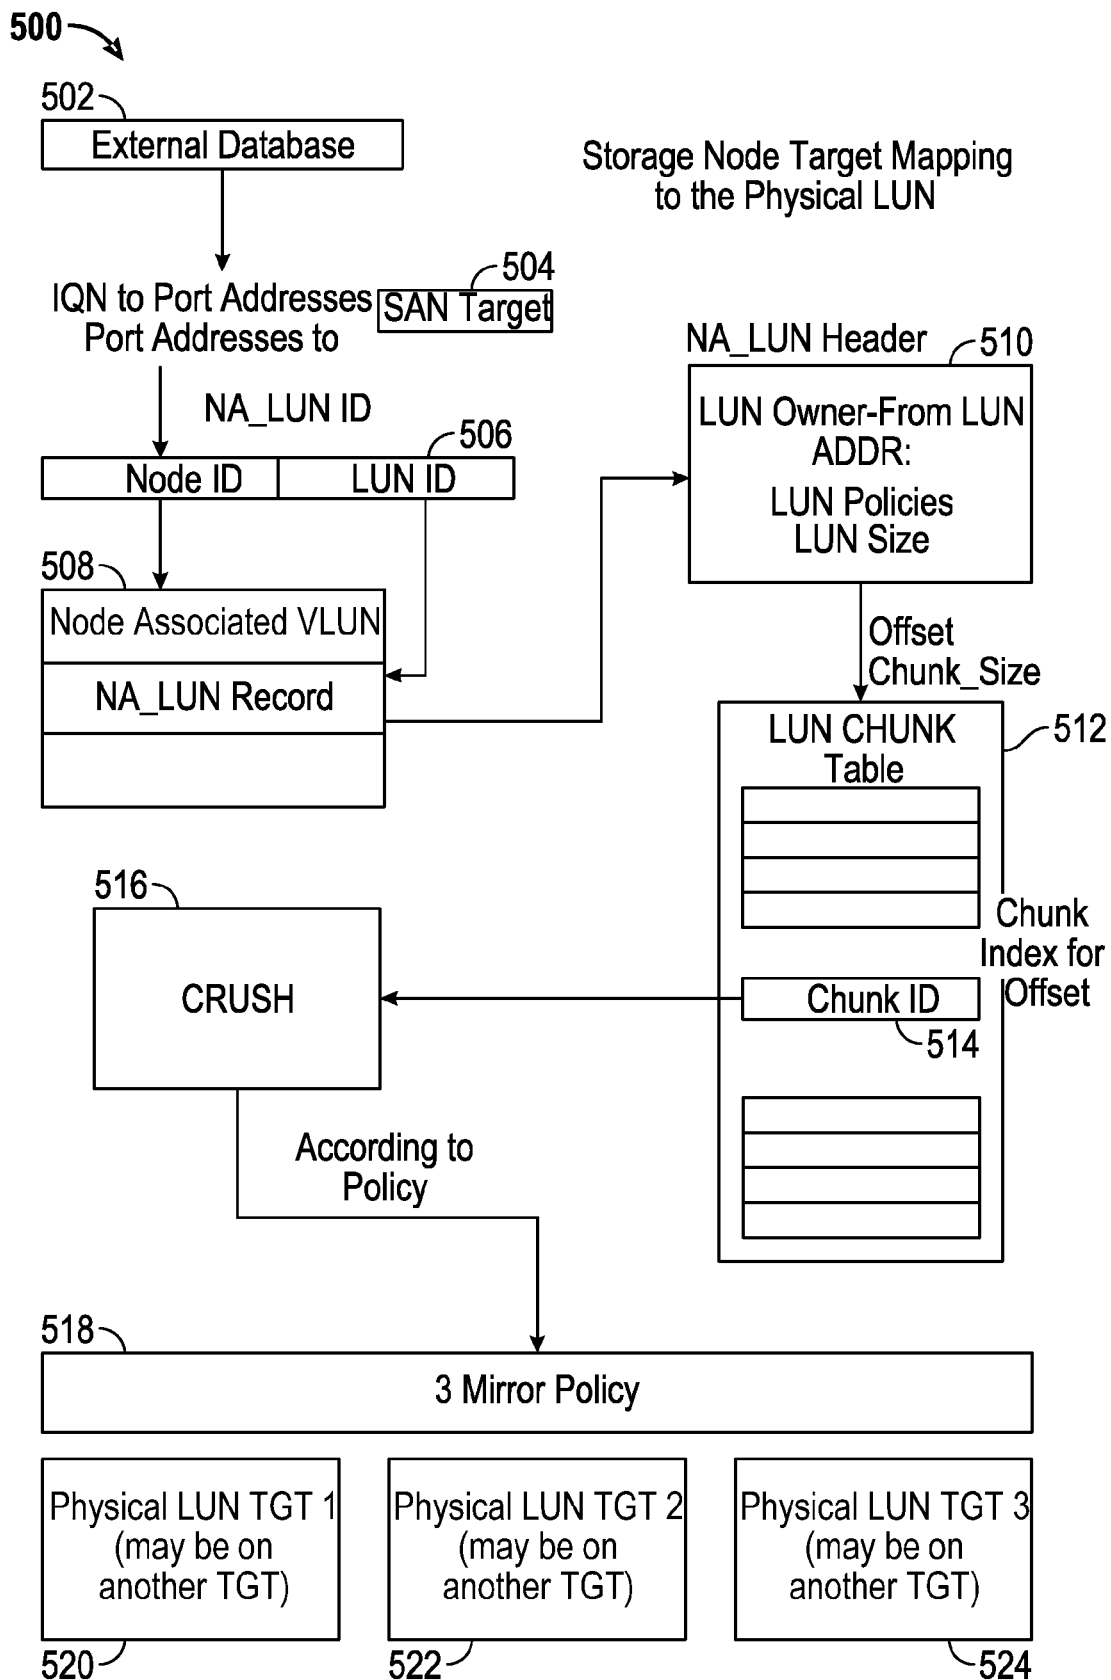 500
502
External Database
Storage Node Target Mapping
to the Physical LUN
504
IQN to Port Addresses
SAN Target
Port Addresses to
NA_LUN ID
506
Node ID
LUN ID
508
Node Associated VLUN
NA_LUN Record
NA_LUN Header
510
LUN Owner-From LUN
ADDR:
LUN Policies
LUN Size
Offset
Chunk_Size
LUN CHUNK
Table
512
Chunk
Index for
Offset
Chunk ID
514
516
CRUSH
According to
Policy
518
3 Mirror Policy
Physical LUN TGT 1
(may be on
another TGT)
520
Physical LUN TGT 2
(may be on
another TGT)
522
Physical LUN TGT 3
(may be on
another TGT)
524